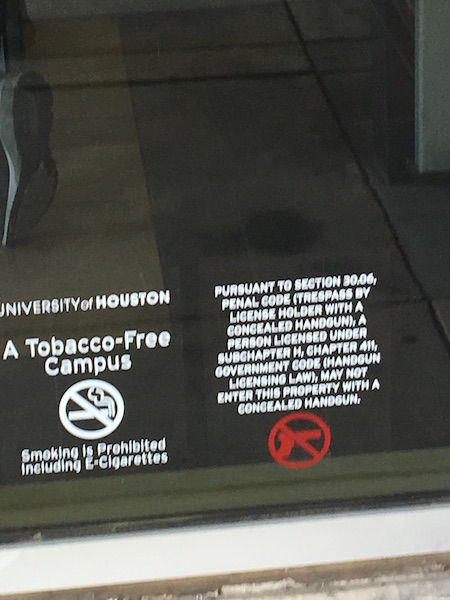 UNIVERSITY of HOUSTON
A Tobacco-Free
Campus
Smoking is Prohibited
Including E-Cigarettes
PURSUANT TO SECTION 30.06,
PENAL CODE (TRESPASS BY
LICENSE HOLDER WITH A
CONCEALED HANDGUN), A
PERSON LICENSED UNDER
SUBCHAPTER H, CHAPTER 411,
GOVERNMENT CODE (HANDGUN
LICENSING LAW), MAY NOT
ENTER THIS PROPERTY WITH A
CONCEALED HANDGUN.